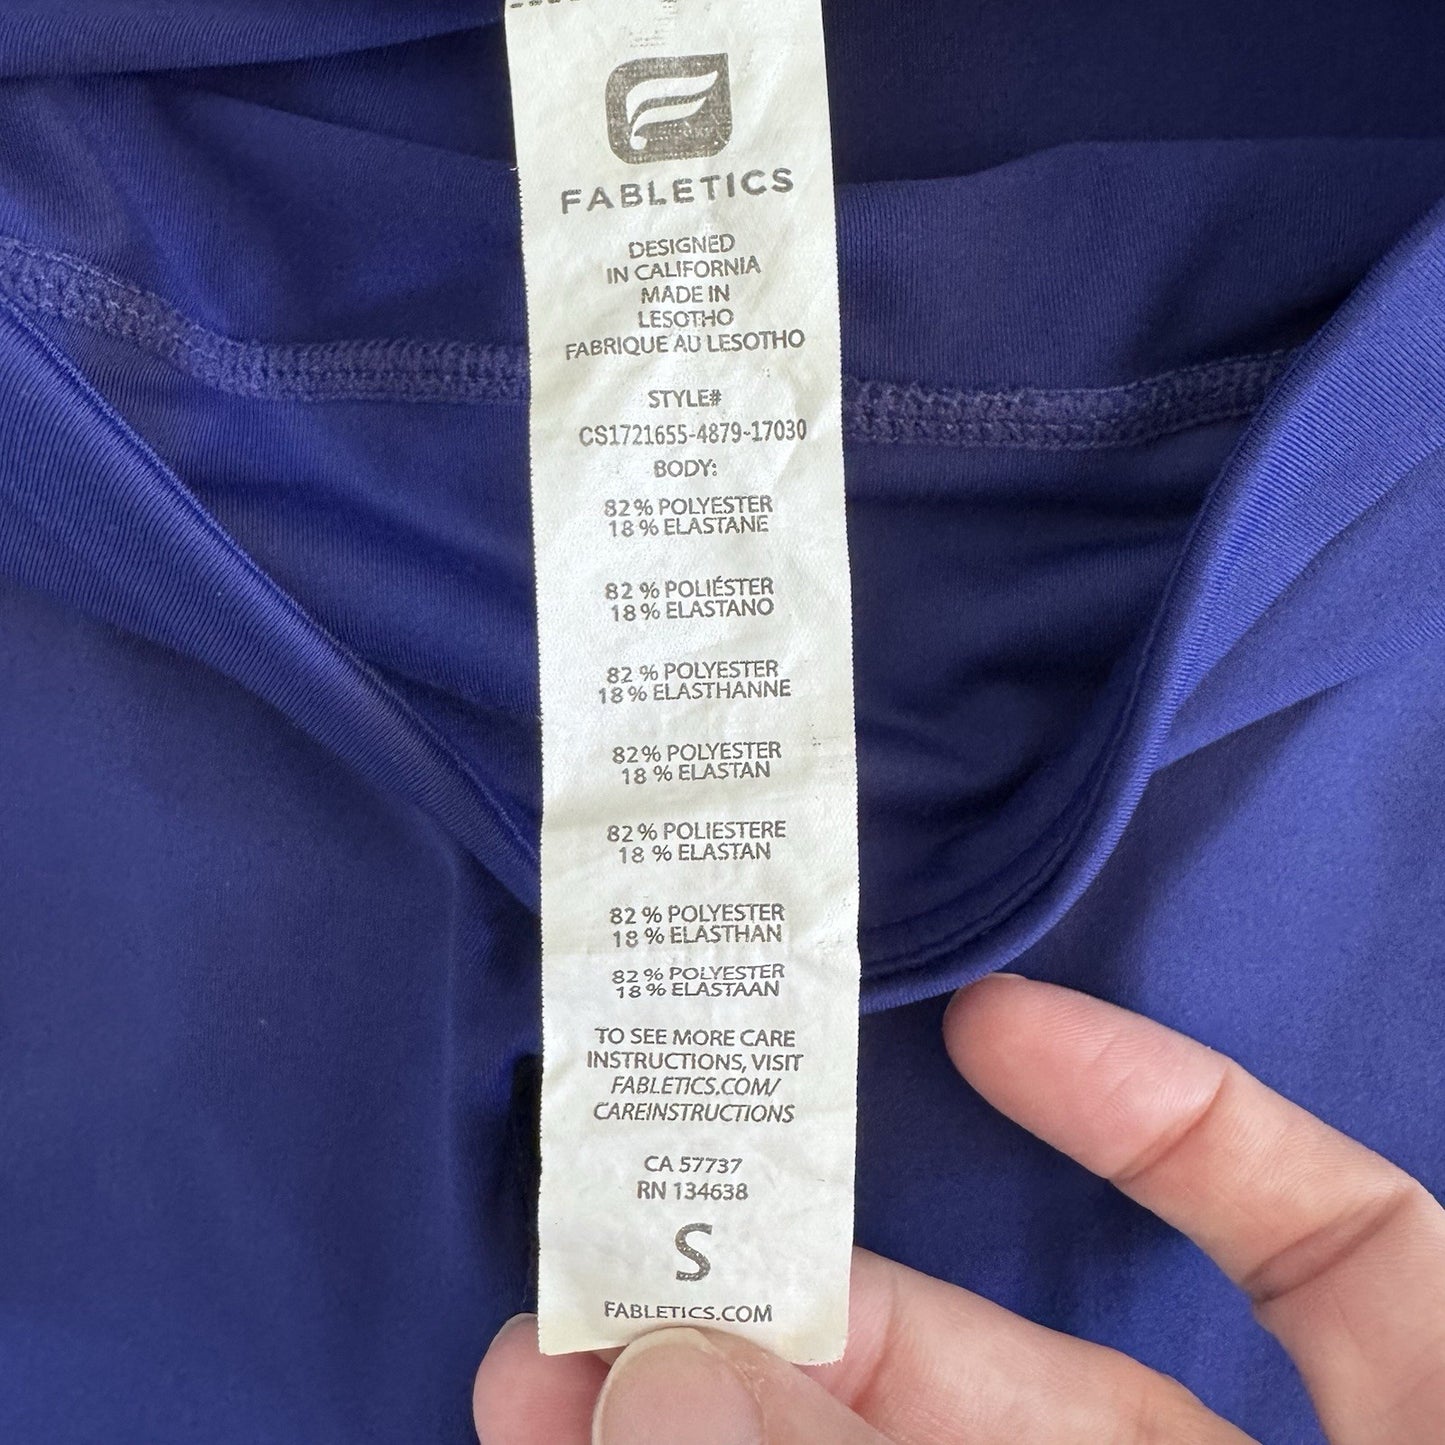 FABLETICS
DESIGNED
IN CALIFORNIA
MADE IN
LESOTHO
FABRIQUE AU LESOTHO
STYLE#
CS1721655-4879-17030
BODY:
82% POLYESTER
18% ELASTANE
82% POLIÉSTER
18% ELASTANO
82% POLYESTER
18% ELASTHANNE
82% POLYESTER
18% ELASTAN
82% POLIESTERE
18% ELASTAN
82% POLYESTER
18% ELASTHAN
82% POLYESTER
18% ELASTAAN
TO SEE MORE CARE
INSTRUCTIONS, VISIT
FABLETICS.COM/
CAREINSTRUCTIONS
CA 57737
RN 134638
S
FABLETICS.COM